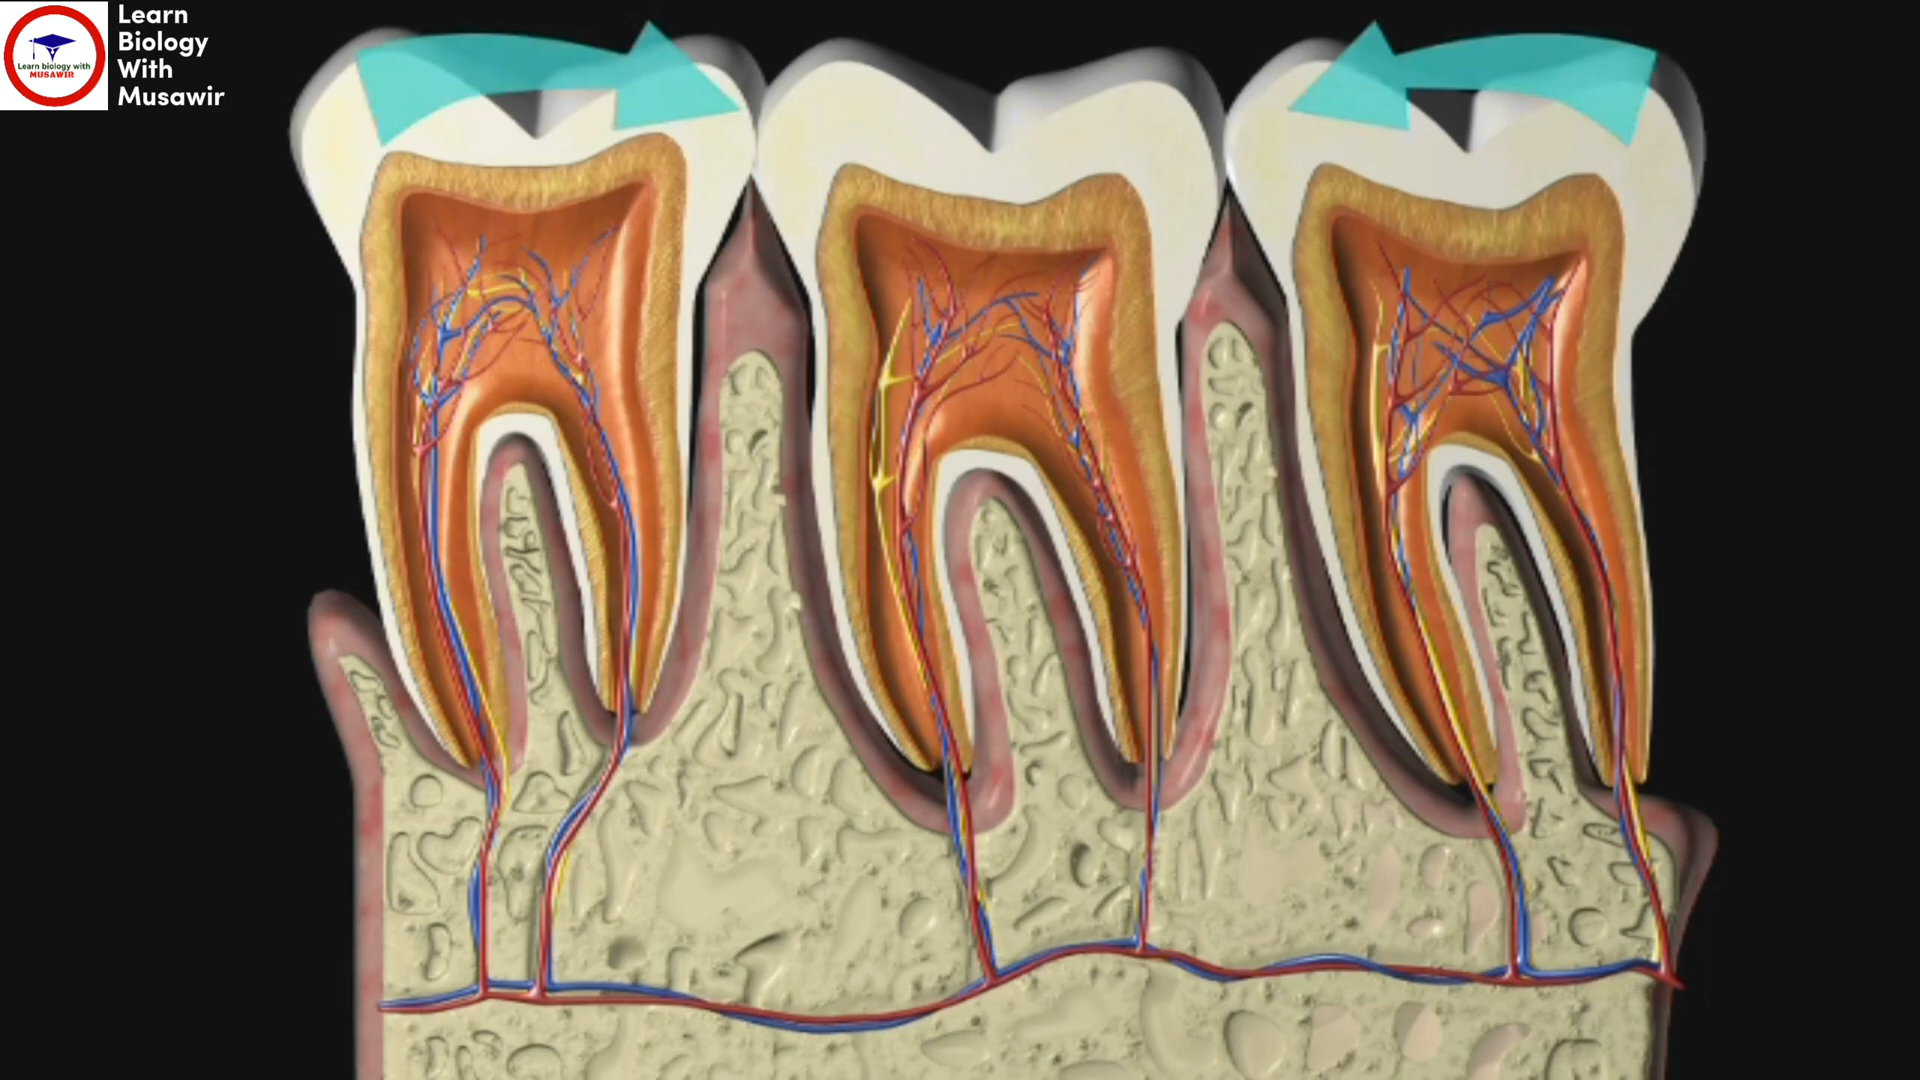 Learn biology with
MUSAWIR
Learn
Biology
With
Musawir